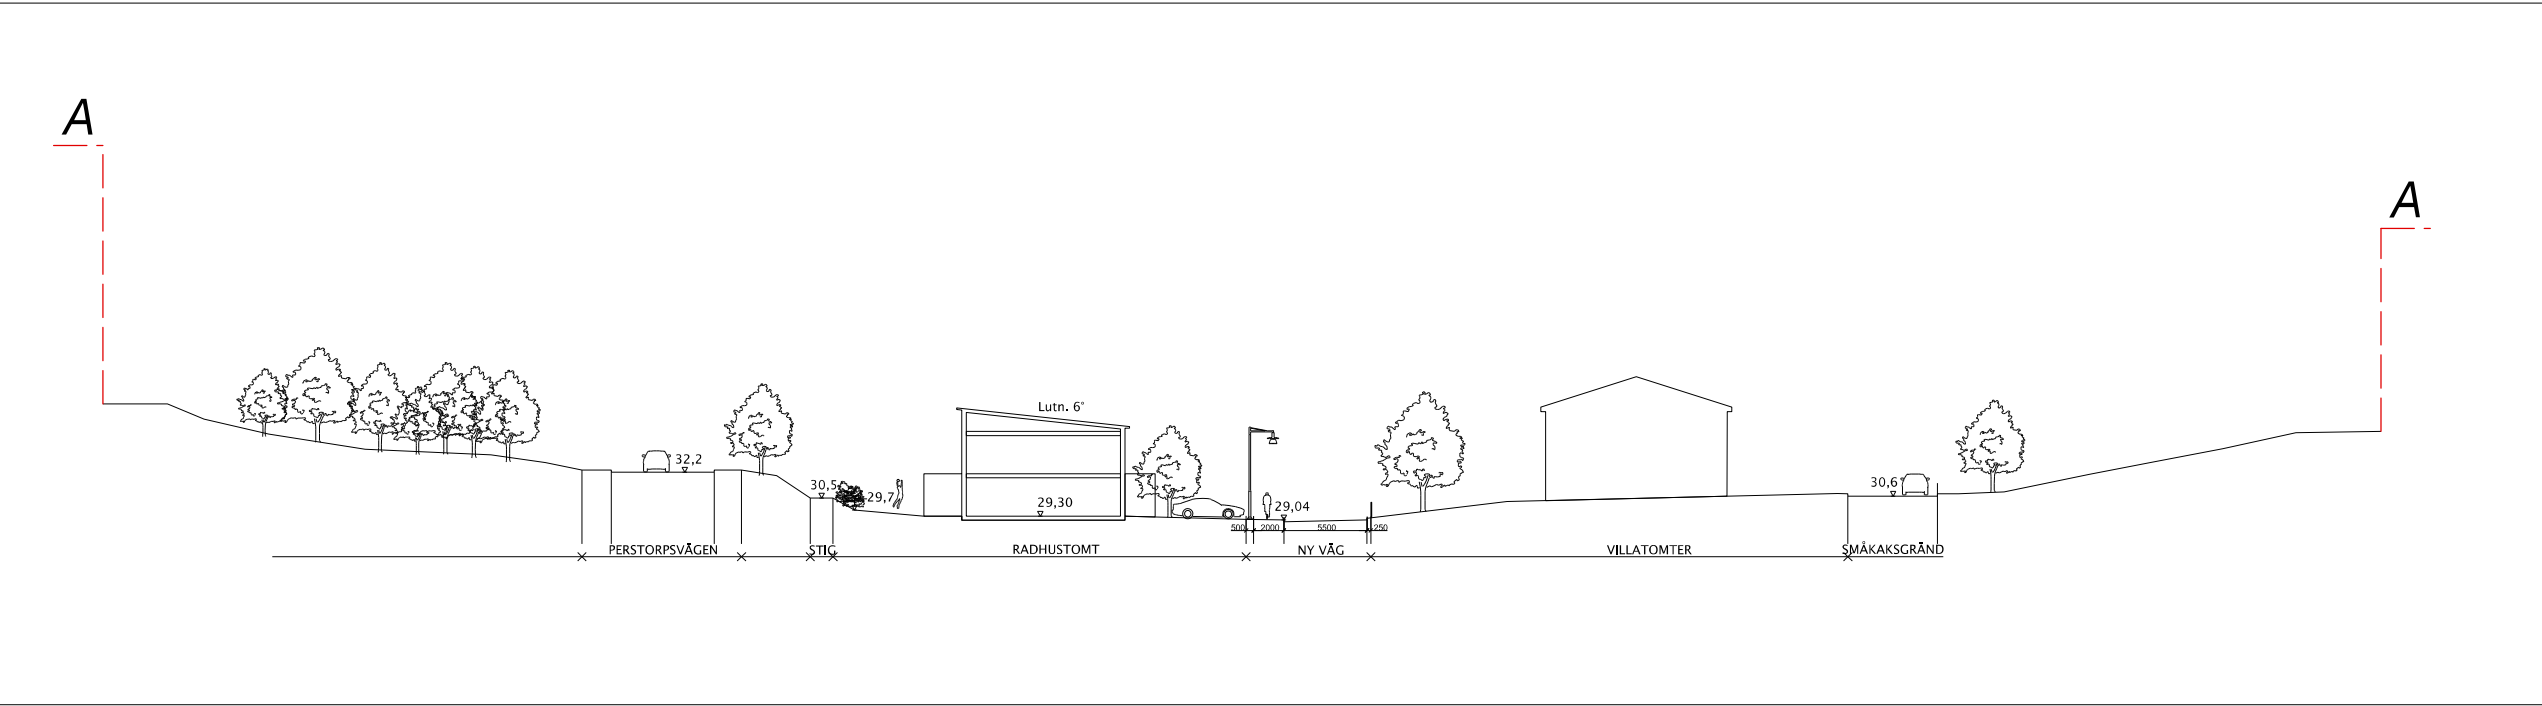 A
A
Lutn. 6°
32,2
30,5
29,7
29,30
29,04
30,6
500 2000 5500 250
PERSTORPSVÄGEN STIG RADHUSTOMT NY VÄG VILLATOMTER SMÅKAKSGRÄND